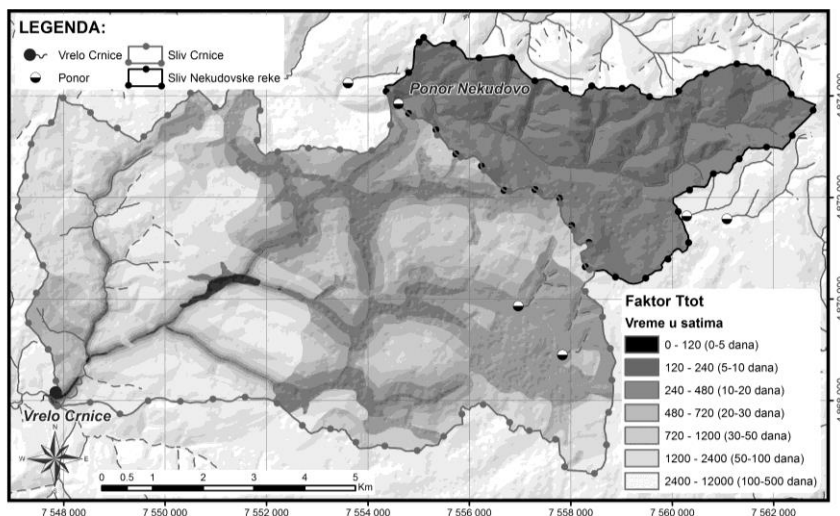 LEGENDA:
Vrelo Crnice
Sliv Crnice
Ponor
Sliv Nekudovske reke
Ponor Nekudovo
Vrelo Crnice
N
W
E
S
0 0.5 1 2 3 4 5
Km
Faktor Ttot
Vreme u satima
0 - 120 (0-5 dana)
120 - 240 (5-10 dana)
240 - 480 (10-20 dana)
480 - 720 (20-30 dana)
720 - 1200 (30-50 dana)
1200 - 2400 (50-100 dana)
2400 - 12000 (100-500 dana)
7 548 000
7 550 000
7 552 000
7 554 000
7 556 000
7 558 000
7 560 000
7 562 000